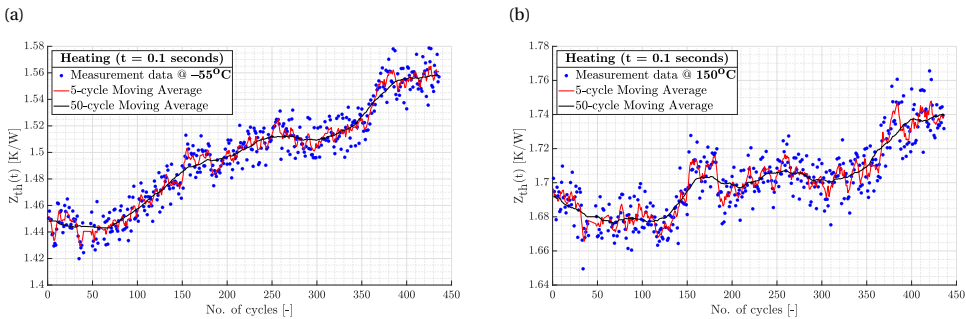 (a)
Heating (t = 0.1 seconds)
Measurement data @ –55°C
5-cycle Moving Average
50-cycle Moving Average
1.58
1.56
1.54
1.52
1.5
1.48
1.46
1.44
1.42
1.4
Z_th(t) [K/W]
0 50 100 150 200 250 300 350 400 450
No. of cycles [-]
(b)
Heating (t = 0.1 seconds)
Measurement data @ 150°C
5-cycle Moving Average
50-cycle Moving Average
1.78
1.76
1.74
1.72
1.7
1.68
1.66
1.64
Z_th(t) [K/W]
0 50 100 150 200 250 300 350 400 450
No. of cycles [-]